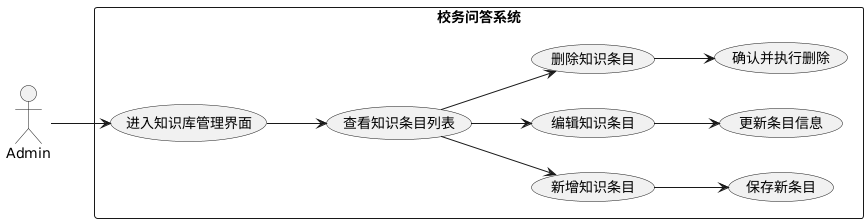 校务问答系统
删除知识条目
确认并执行删除
Admin
进入知识库管理界面
查看知识条目列表
编辑知识条目
更新条目信息
新增知识条目
保存新条目